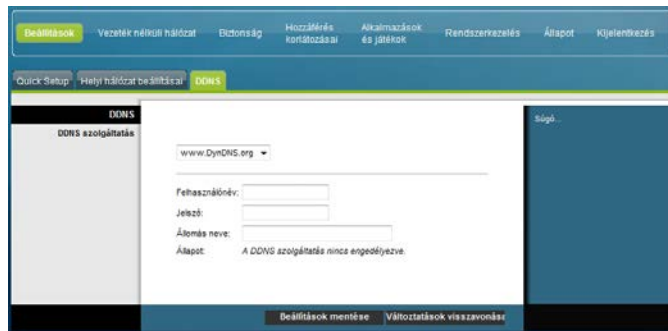 Beállítások
Vezeték nélküli hálózat
Biztonság
Hozzáférés korlátozásai
Alkalmazások és játékok
Rendszerkezelés
Állapot
Kijelentkezés
Quick Setup
Helyi hálózat beállításai
DDNS
DDNS
DDNS szolgáltatás
www.DynDNS.org
Felhasználónév:
Jelszó:
Állomás neve:
Állapot: A DDNS szolgáltatás nincs engedélyezve.
Súgó...
Beállítások mentése
Változtatások visszavonása